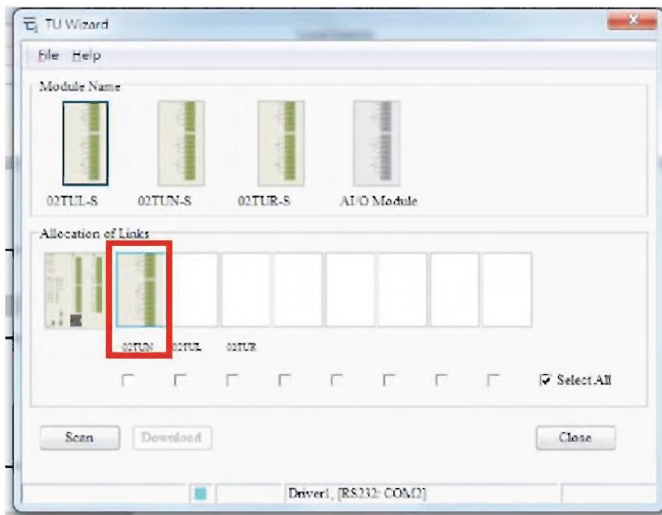 TU Wizard
File Help
Module Name
02TUL-S 02TUN-S 02TUR-S AI/O Module
Allocation of Links
02TUN 02TUL 02TUR
Select All
Scan Download Close
Driver1, [RS232: COM2]